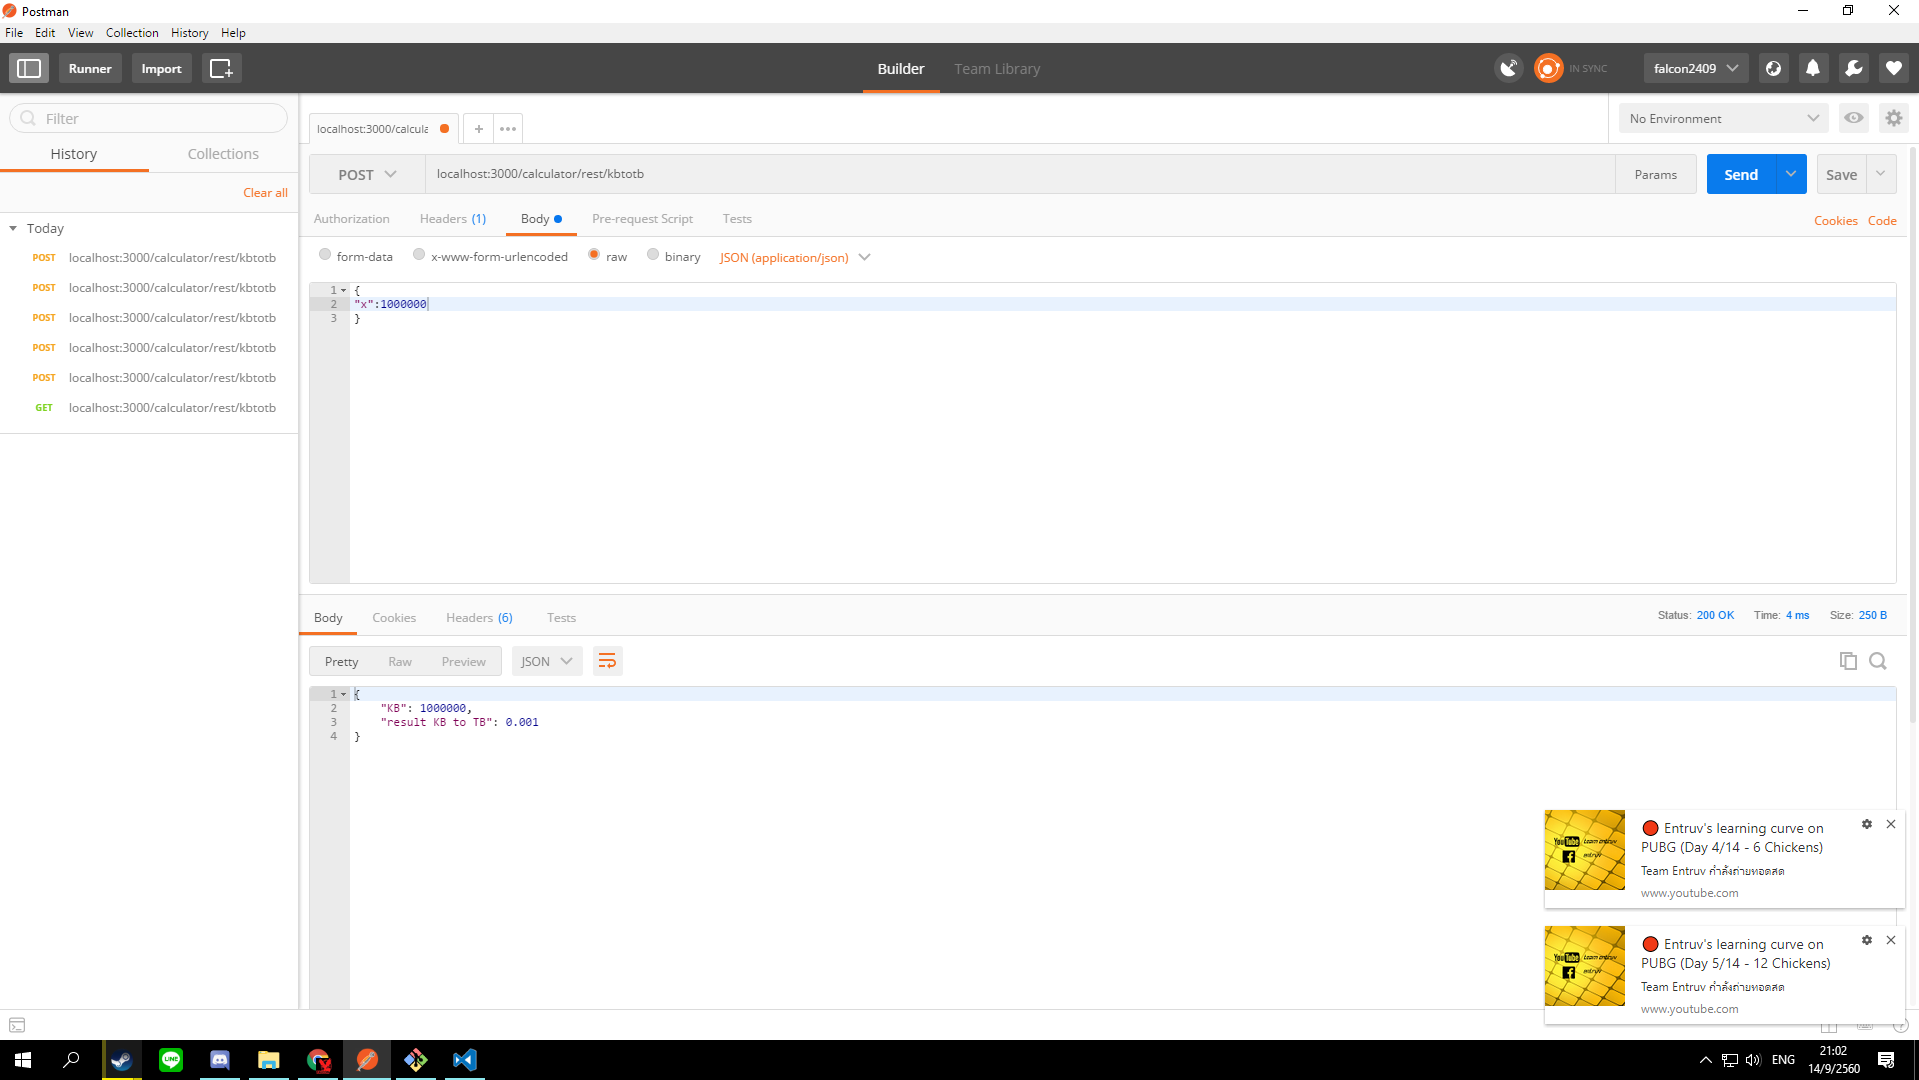 Postman
File Edit View Collection History Help
Runner Import Builder Team Library IN SYNC falcon2409
Filter
History Collections
Clear all
Today
POST localhost:3000/calculator/rest/kbtotb
POST localhost:3000/calculator/rest/kbtotb
POST localhost:3000/calculator/rest/kbtotb
POST localhost:3000/calculator/rest/kbtotb
POST localhost:3000/calculator/rest/kbtotb
GET localhost:3000/calculator/rest/kbtotb
localhost:3000/calcula
No Environment
POST localhost:3000/calculator/rest/kbtotb Params Send Save
Authorization Headers (1) Body Pre-request Script Tests Cookies Code
form-data x-www-form-urlencoded raw binary JSON (application/json)
1 {
2 "x":1000000
3 }
Body Cookies Headers (6) Tests Status: 200 OK Time: 4 ms Size: 250 B
Pretty Raw Preview JSON
1 {
2 "KB": 1000000,
3 "result KB to TB": 0.001
4 }
YouTube team entruv
entruv
Entruv's learning curve on
PUBG (Day 4/14 - 6 Chickens)
Team Entruv กำลังถ่ายทอดสด
www.youtube.com
YouTube team entruv
entruv
Entruv's learning curve on
PUBG (Day 5/14 - 12 Chickens)
Team Entruv กำลังถ่ายทอดสด
www.youtube.com
LINE
ENG
21:02
14/9/2560